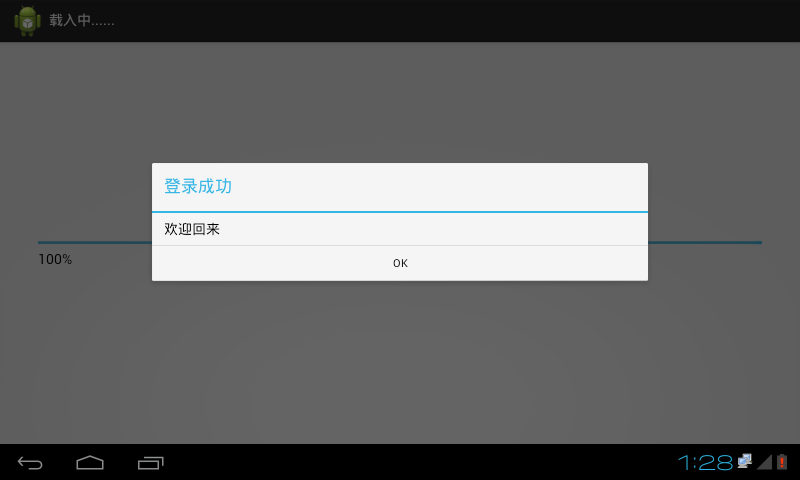 载入中......
登录成功
欢迎回来
100%
OK
1:28